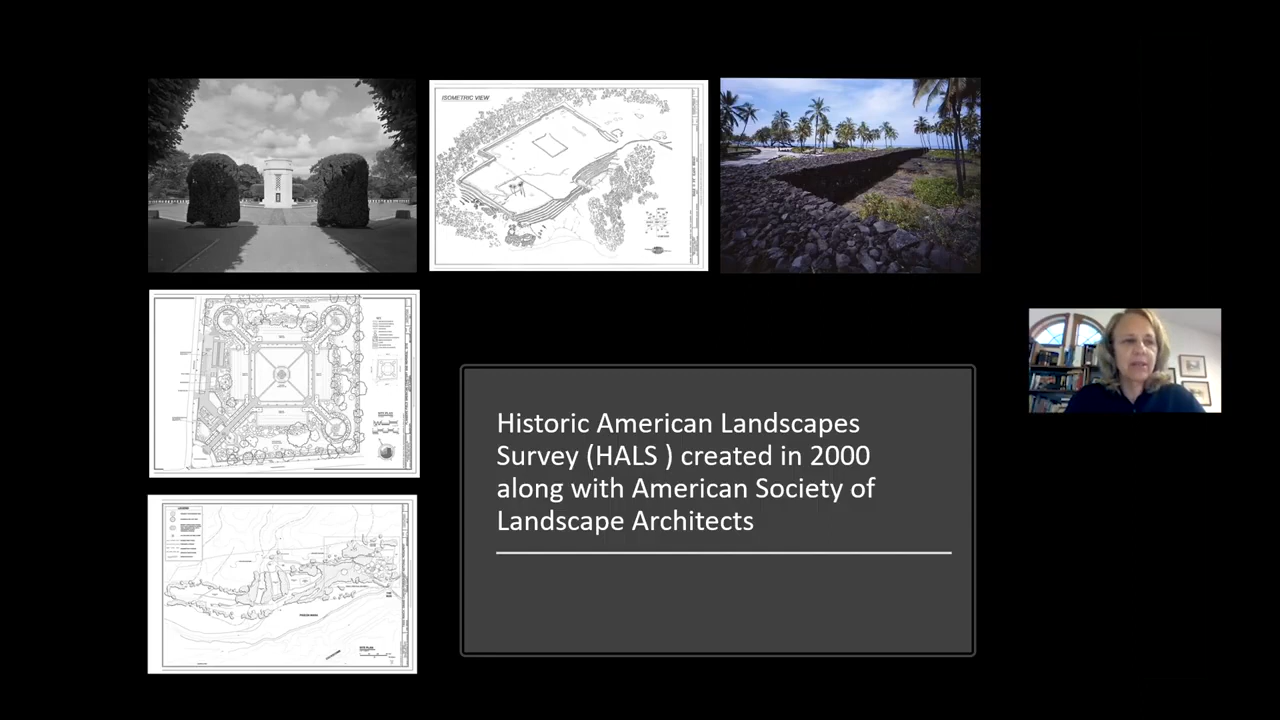 ISOMETRIC VIEW
Historic American Landscapes
Survey (HALS ) created in 2000
along with American Society of
Landscape Architects